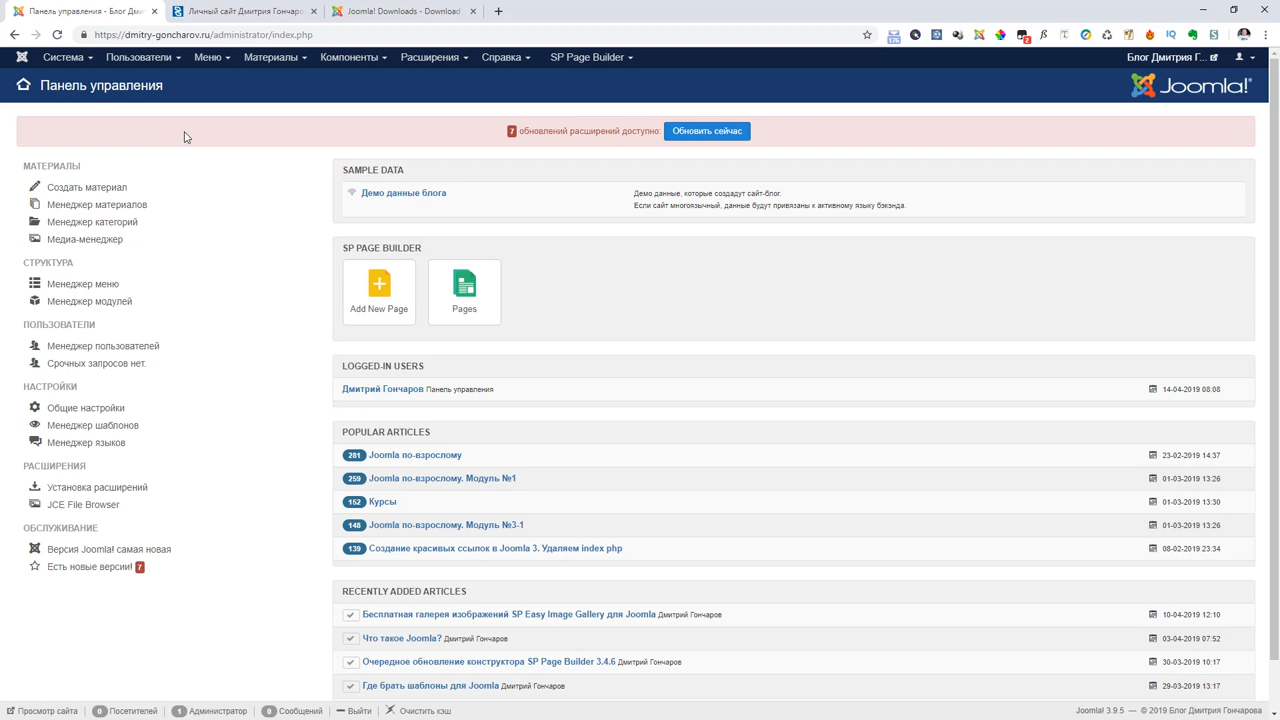 Панель управления - Блог Дми
Личный сайт Дмитрия Гончаро
Joomla! Downloads - Download
https://dmitry-goncharov.ru/administrator/index.php
Система
Пользователи
Меню
Материалы
Компоненты
Расширения
Справка
SP Page Builder
Блог Дмитрия Г...
Панель управления
Joomla!
7 обновлений расширений доступно: Обновить сейчас
МАТЕРИАЛЫ
Создать материал
Менеджер материалов
Менеджер категорий
Медиа-менеджер
СТРУКТУРА
Менеджер меню
Менеджер модулей
ПОЛЬЗОВАТЕЛИ
Менеджер пользователей
Срочных запросов нет.
НАСТРОЙКИ
Общие настройки
Менеджер шаблонов
Менеджер языков
РАСШИРЕНИЯ
Установка расширений
JCE File Browser
ОБСЛУЖИВАНИЕ
Версия Joomla! самая новая
Есть новые версии! 7
SAMPLE DATA
Демо данные блога
Демо данные, которые создадут сайт-блог.
Если сайт многоязычный, данные будут привязаны к активному языку бэкэнда.
SP PAGE BUILDER
Add New Page
Pages
LOGGED-IN USERS
Дмитрий Гончаров Панель управления 14-04-2019 08:08
POPULAR ARTICLES
281 Joomla по-взрослому 23-02-2019 14:37
259 Joomla по-взрослому. Модуль №1 01-03-2019 13:26
152 Курсы 01-03-2019 13:30
148 Joomla по-взрослому. Модуль №3-1 01-03-2019 13:26
139 Создание красивых ссылок в Joomla 3. Удаляем index php 08-02-2019 23:34
RECENTLY ADDED ARTICLES
Бесплатная галерея изображений SP Easy Image Gallery для Joomla Дмитрий Гончаров 10-04-2019 12:10
Что такое Joomla? Дмитрий Гончаров 03-04-2019 07:52
Очередное обновление конструктора SP Page Builder 3.4.6 Дмитрий Гончаров 30-03-2019 10:17
Где брать шаблоны для Joomla Дмитрий Гончаров 29-03-2019 13:17
Просмотр сайта
0 Посетителей
1 Администратор
0 Сообщений
Выйти
Очистить кэш
Joomla! 3.9.5 — © 2019 Блог Дмитрия Гончарова